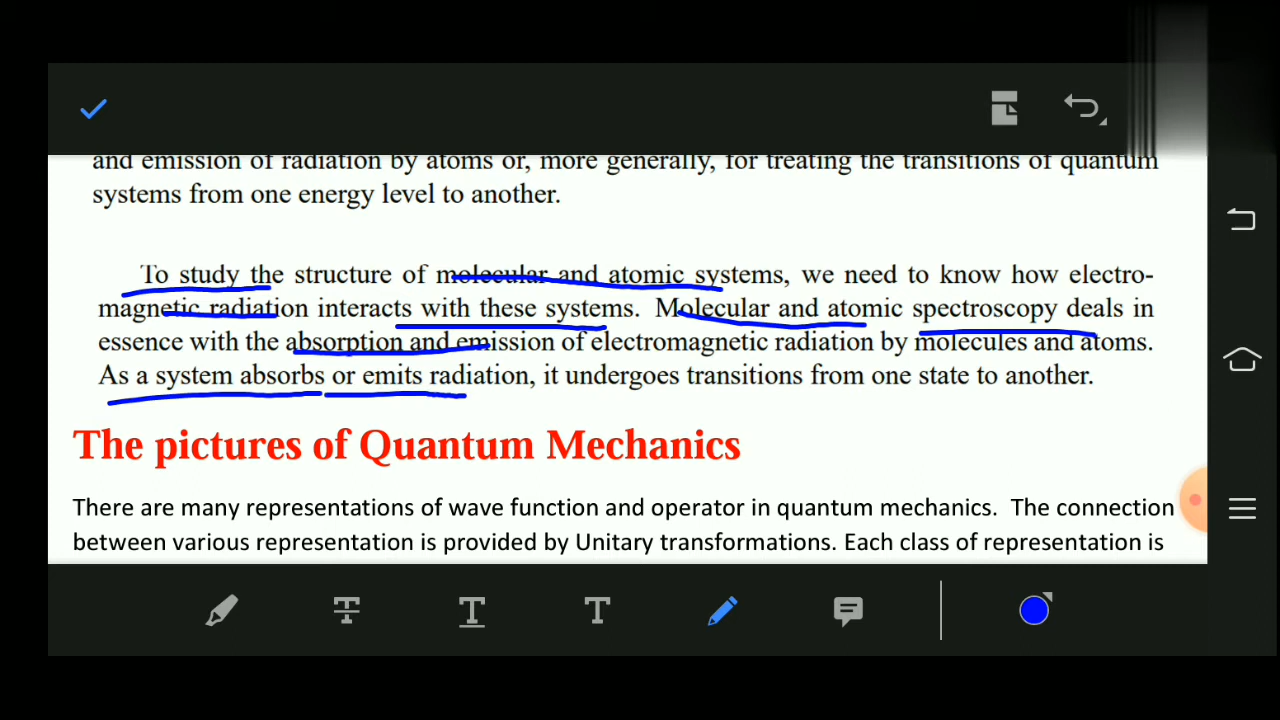 and emission of radiation by atoms or, more generally, for treating the transitions of quantum
systems from one energy level to another.
To study the structure of molecular and atomic systems, we need to know how electro-
magnetic radiation interacts with these systems. Molecular and atomic spectroscopy deals in
essence with the absorption and emission of electromagnetic radiation by molecules and atoms.
As a system absorbs or emits radiation, it undergoes transitions from one state to another.
The pictures of Quantum Mechanics
There are many representations of wave function and operator in quantum mechanics. The connection
between various representation is provided by Unitary transformations. Each class of representation is